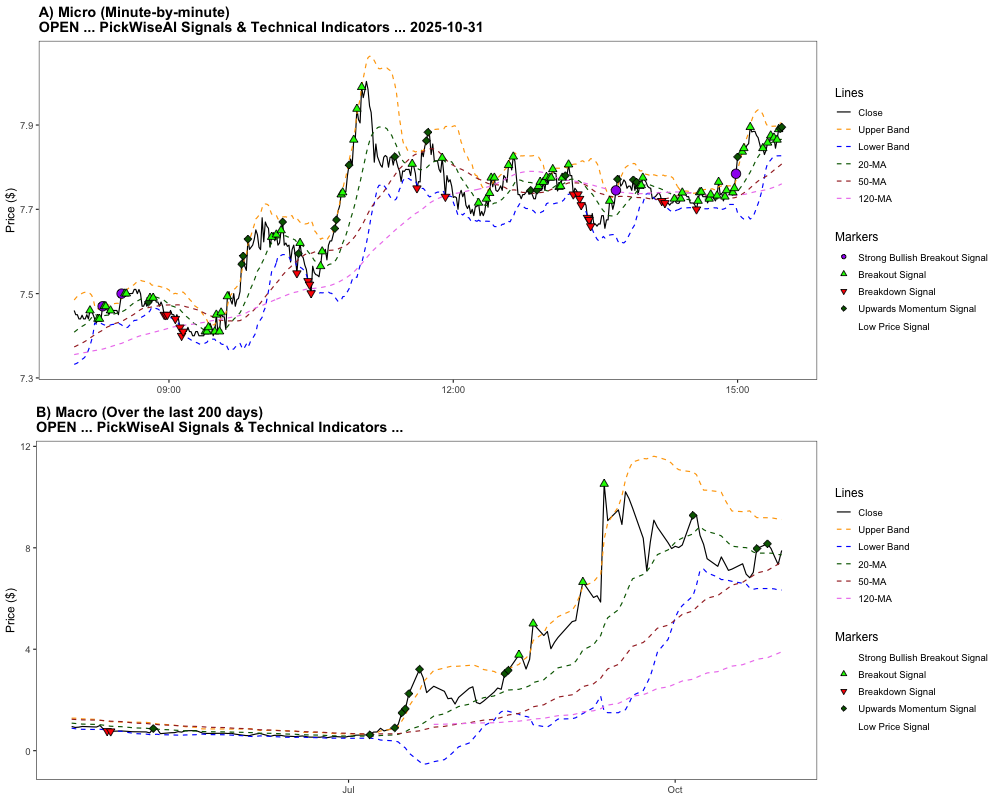 A) Micro (Minute-by-minute)
OPEN ... PickWiseAI Signals & Technical Indicators ... 2025-10-31
Price ($)
7.9
7.7
7.5
7.3
09:00
12:00
15:00
Lines
Close
Upper Band
Lower Band
20-MA
50-MA
120-MA
Markers
Strong Bullish Breakout Signal
Breakout Signal
Breakdown Signal
Upwards Momentum Signal
Low Price Signal
B) Macro (Over the last 200 days)
OPEN ... PickWiseAI Signals & Technical Indicators ...
Price ($)
12
8
4
0
Jul
Oct
Lines
Close
Upper Band
Lower Band
20-MA
50-MA
120-MA
Markers
Strong Bullish Breakout Signal
Breakout Signal
Breakdown Signal
Upwards Momentum Signal
Low Price Signal